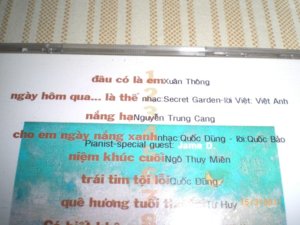 đâu có là em Xuân Thông
ngày hôm qua... là thế nhạc:Secret Garden-lời Việt: Việt Anh
nắng hạ Nguyễn Trung Cang
cho em ngày nắng xanh nhạc:Quốc Dũng - lời:Quốc Bảo
Pianist-special guest:
niệm khúc cuối Ngô Thụy Miên
trái tim tội lỗi Quốc Dũng
quê hương tuổi Từ Huy